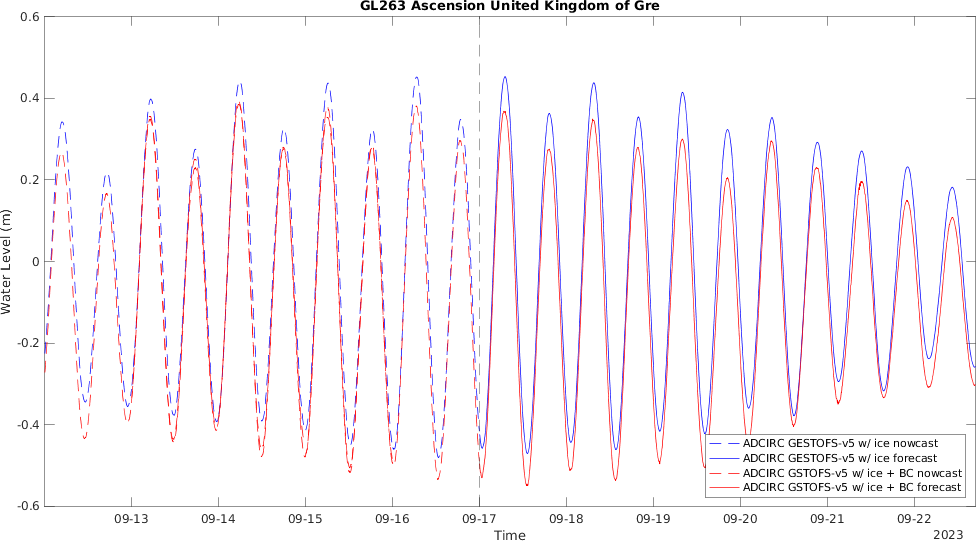 GL263 Ascension United Kingdom of Gre
0.6
0.4
0.2
0
-0.2
-0.4
-0.6
Water Level (m)
ADCIRC GESTOFS-v5 w/ ice nowcast
ADCIRC GESTOFS-v5 w/ ice forecast
ADCIRC GSTOFS-v5 w/ ice + BC nowcast
ADCIRC GSTOFS-v5 w/ ice + BC forecast
09-13 09-14 09-15 09-16 09-17 09-18 09-19 09-20 09-21 09-22
Time
2023